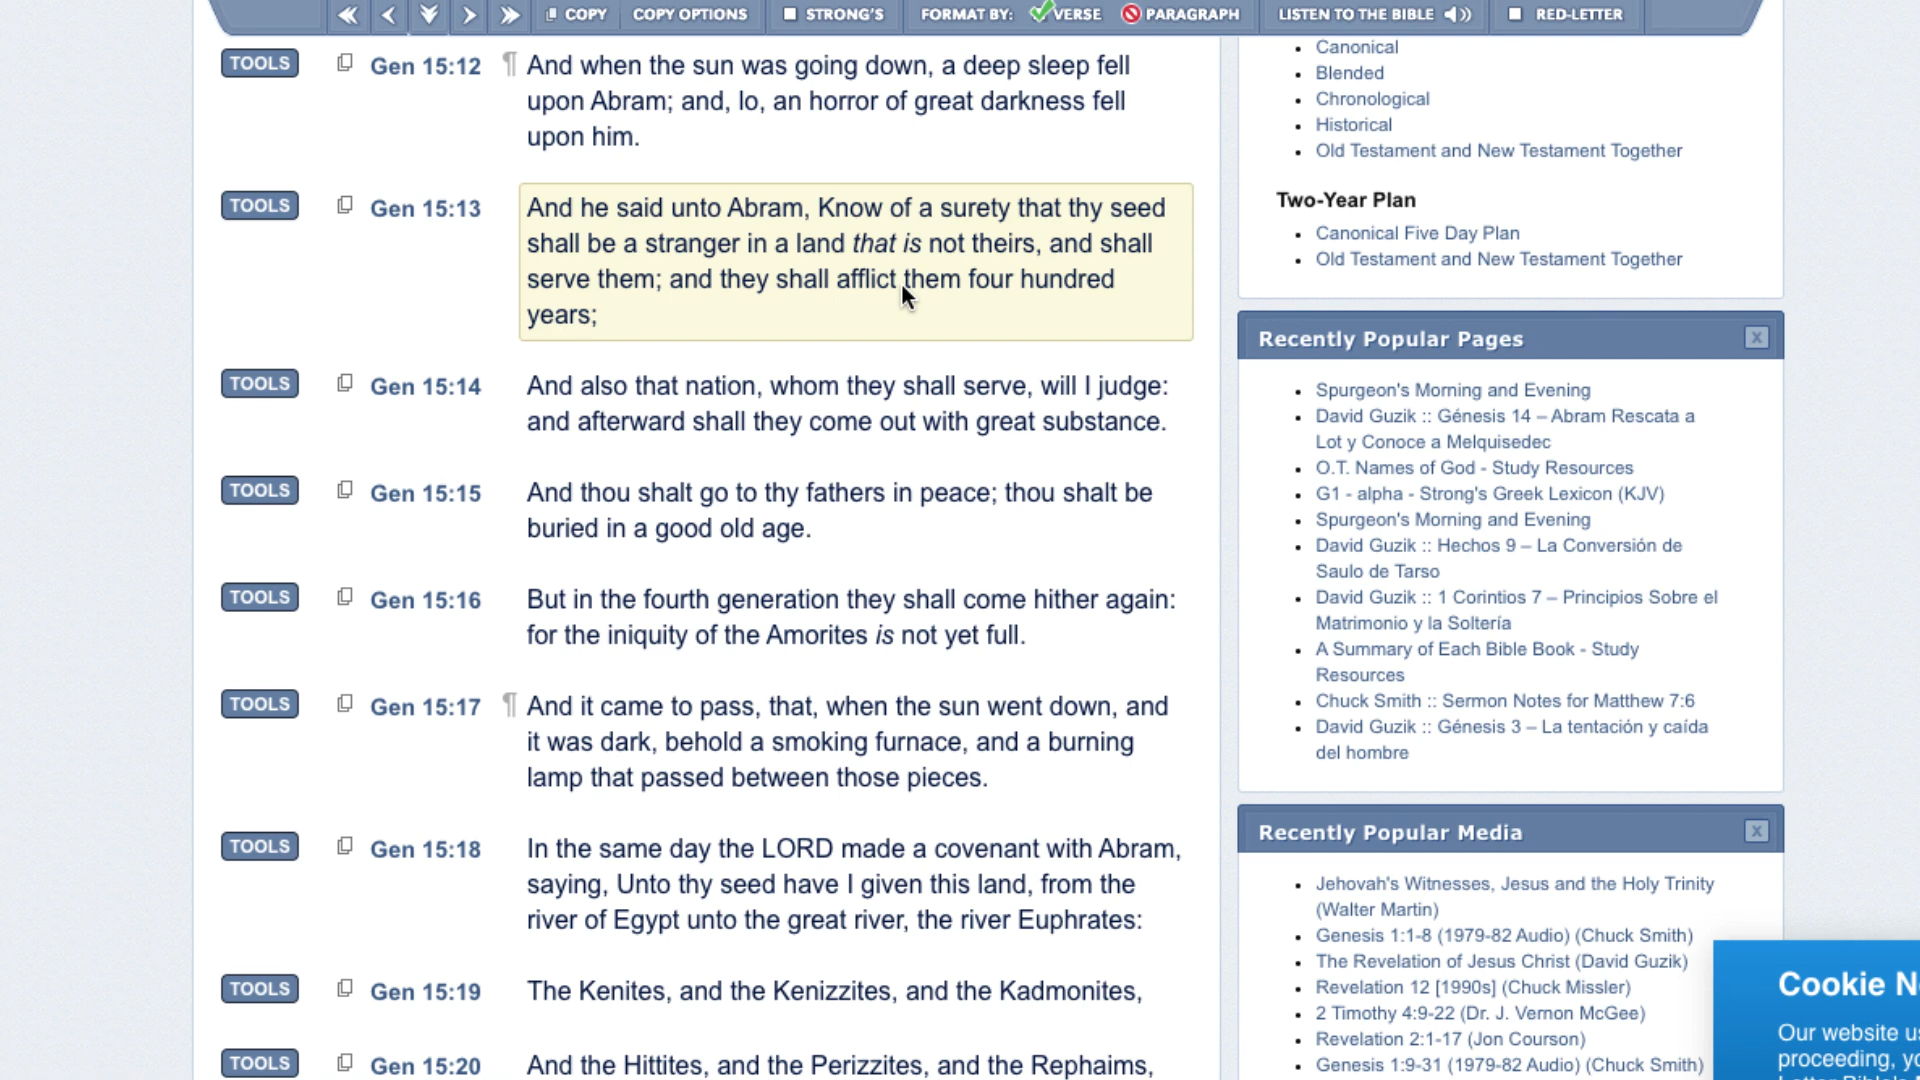 COPY COPY OPTIONS STRONG'S FORMAT BY: VERSE PARAGRAPH LISTEN TO THE BIBLE RED-LETTER
TOOLS Gen 15:12 ¶ And when the sun was going down, a deep sleep fell
upon Abram; and, lo, an horror of great darkness fell
upon him.
TOOLS Gen 15:13 And he said unto Abram, Know of a surety that thy seed
shall be a stranger in a land that is not theirs, and shall
serve them; and they shall afflict them four hundred
years;
TOOLS Gen 15:14 And also that nation, whom they shall serve, will I judge:
and afterward shall they come out with great substance.
TOOLS Gen 15:15 And thou shalt go to thy fathers in peace; thou shalt be
buried in a good old age.
TOOLS Gen 15:16 But in the fourth generation they shall come hither again:
for the iniquity of the Amorites is not yet full.
TOOLS Gen 15:17 ¶ And it came to pass, that, when the sun went down, and
it was dark, behold a smoking furnace, and a burning
lamp that passed between those pieces.
TOOLS Gen 15:18 In the same day the LORD made a covenant with Abram,
saying, Unto thy seed have I given this land, from the
river of Egypt unto the great river, the river Euphrates:
TOOLS Gen 15:19 The Kenites, and the Kenizzites, and the Kadmonites,
TOOLS Gen 15:20 And the Hittites, and the Perizzites, and the Rephaims,
• Canonical
• Blended
• Chronological
• Historical
• Old Testament and New Testament Together
Two-Year Plan
• Canonical Five Day Plan
• Old Testament and New Testament Together
Recently Popular Pages X
• Spurgeon's Morning and Evening
• David Guzik :: Génesis 14 – Abram Rescata a
Lot y Conoce a Melquisedec
• O.T. Names of God - Study Resources
• G1 - alpha - Strong's Greek Lexicon (KJV)
• Spurgeon's Morning and Evening
• David Guzik :: Hechos 9 – La Conversión de
Saulo de Tarso
• David Guzik :: 1 Corintios 7 – Principios Sobre el
Matrimonio y la Soltería
• A Summary of Each Bible Book - Study
Resources
• Chuck Smith :: Sermon Notes for Matthew 7:6
• David Guzik :: Génesis 3 – La tentación y caída
del hombre
Recently Popular Media X
• Jehovah's Witnesses, Jesus and the Holy Trinity
(Walter Martin)
• Genesis 1:1-8 (1979-82 Audio) (Chuck Smith)
• The Revelation of Jesus Christ (David Guzik)
• Revelation 12 [1990s] (Chuck Missler)
• 2 Timothy 4:9-22 (Dr. J. Vernon McGee)
• Revelation 2:1-17 (Jon Courson)
• Genesis 1:9-31 (1979-82 Audio) (Chuck Smith)
Cookie
Our website
proceeding,